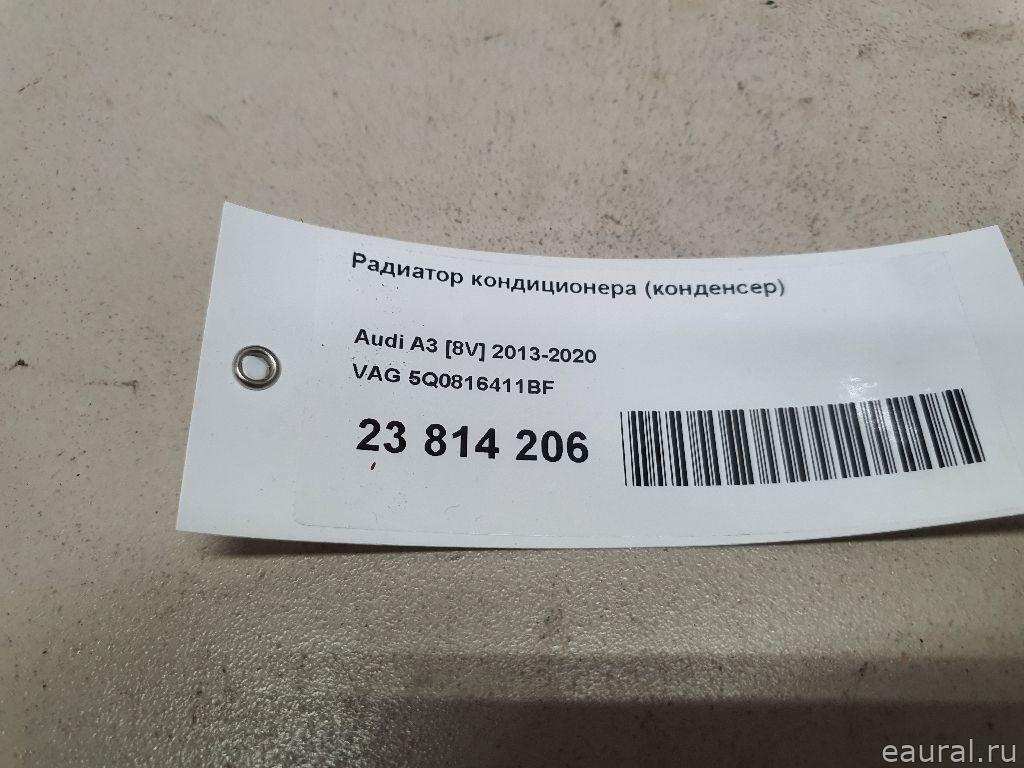 Радиатор кондиционера (конденсер)
Audi A3 [8V] 2013-2020
VAG 5Q0816411BF
23 814 206
eaural.ru